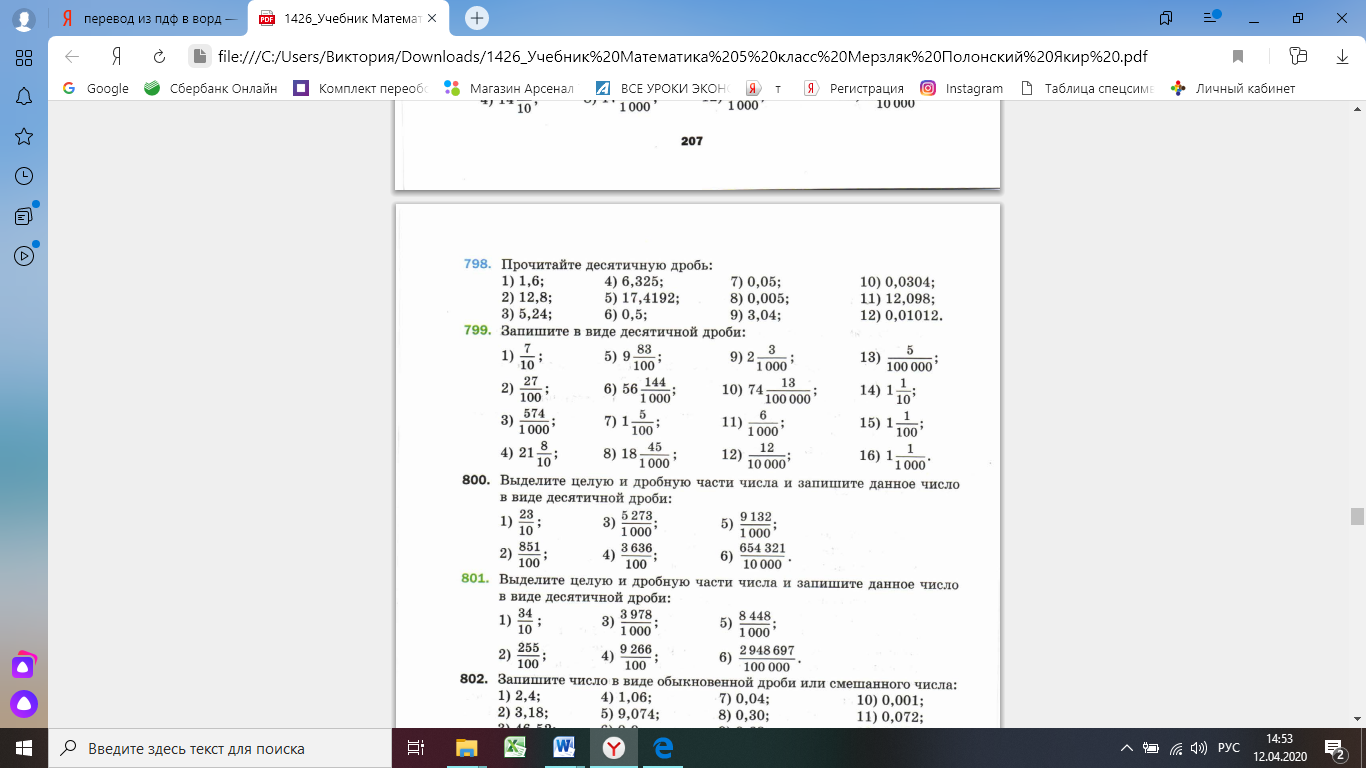 перевод из пдф в ворд —
1426_Учебник Математ
file:///C:/Users/Виктория/Downloads/1426_Учебник%20Математика%205%20класс%20Мерзляк%20Полонский%20Якир%20.pdf
Google Сбербанк Онлайн Комплект переобо Магазин Арсенал ВСЕ УРОКИ ЭКОН т Регистрация Instagram Таблица спецсимв Личный кабинет
10 1 000 1 000 10 000
207
798. Прочитайте десятичную дробь:
1) 1,6; 4) 6,325; 7) 0,05; 10) 0,0304;
2) 12,8; 5) 17,4192; 8) 0,005; 11) 12,098;
3) 5,24; 6) 0,5; 9) 3,04; 12) 0,01012.
799. Запишите в виде десятичной дроби:
1) 7/10; 5) 9 83/100; 9) 2 3/1 000; 13) 5/100 000;
2) 27/100; 6) 56 144/1 000; 10) 74 13/100 000; 14) 1 1/10;
3) 574/1 000; 7) 1 5/100; 11) 6/1 000; 15) 1 1/100;
4) 21 8/10; 8) 18 45/1 000; 12) 12/10 000; 16) 1 1/1 000.
800. Выделите целую и дробную части числа и запишите данное число
в виде десятичной дроби:
1) 23/10; 3) 5 273/1 000; 5) 9 132/1 000;
2) 851/100; 4) 3 636/100; 6) 654 321/10 000.
801. Выделите целую и дробную части числа и запишите данное число
в виде десятичной дроби:
1) 34/10; 3) 3 978/1 000; 5) 8 448/1 000;
2) 255/100; 4) 9 266/100; 6) 2 948 697/100 000.
802. Запишите число в виде обыкновенной дроби или смешанного числа:
1) 2,4; 4) 1,06; 7) 0,04; 10) 0,001;
2) 3,18; 5) 9,074; 8) 0,30; 11) 0,072;
Введите здесь текст для поиска
РУС
14:53
12.04.2020
2